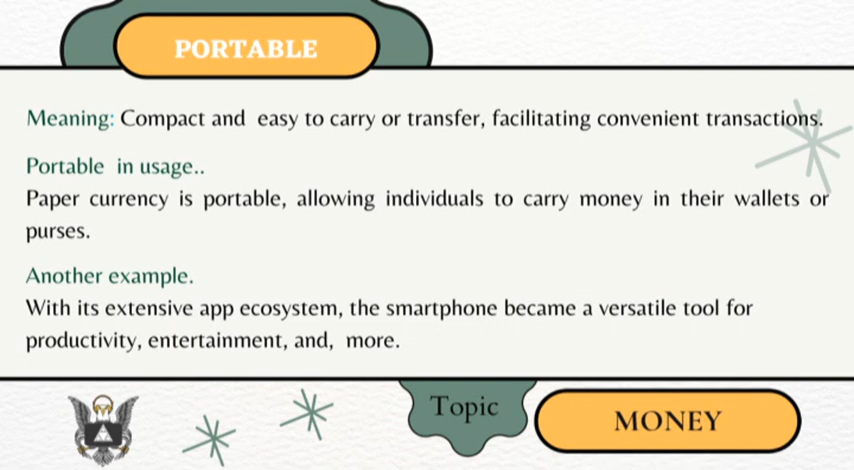 PORTABLE
Meaning: Compact and easy to carry or transfer, facilitating convenient transactions.
Portable in usage..
Paper currency is portable, allowing individuals to carry money in their wallets or
purses.
Another example.
With its extensive app ecosystem, the smartphone became a versatile tool for
productivity, entertainment, and, more.
Topic
MONEY